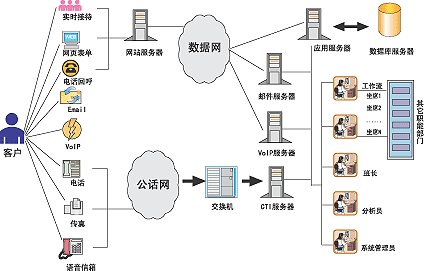 实时接待
网页表单
电话回呼
Email
VoIP
电话
传真
语音信箱
客户
网站服务器
数据网
公话网
交换机
应用服务器
数据库服务器
邮件服务器
VoIP服务器
CTI服务器
工作流
坐席1
坐席2
……
坐席N
班长
分析员
系统管理员
其它职能部门